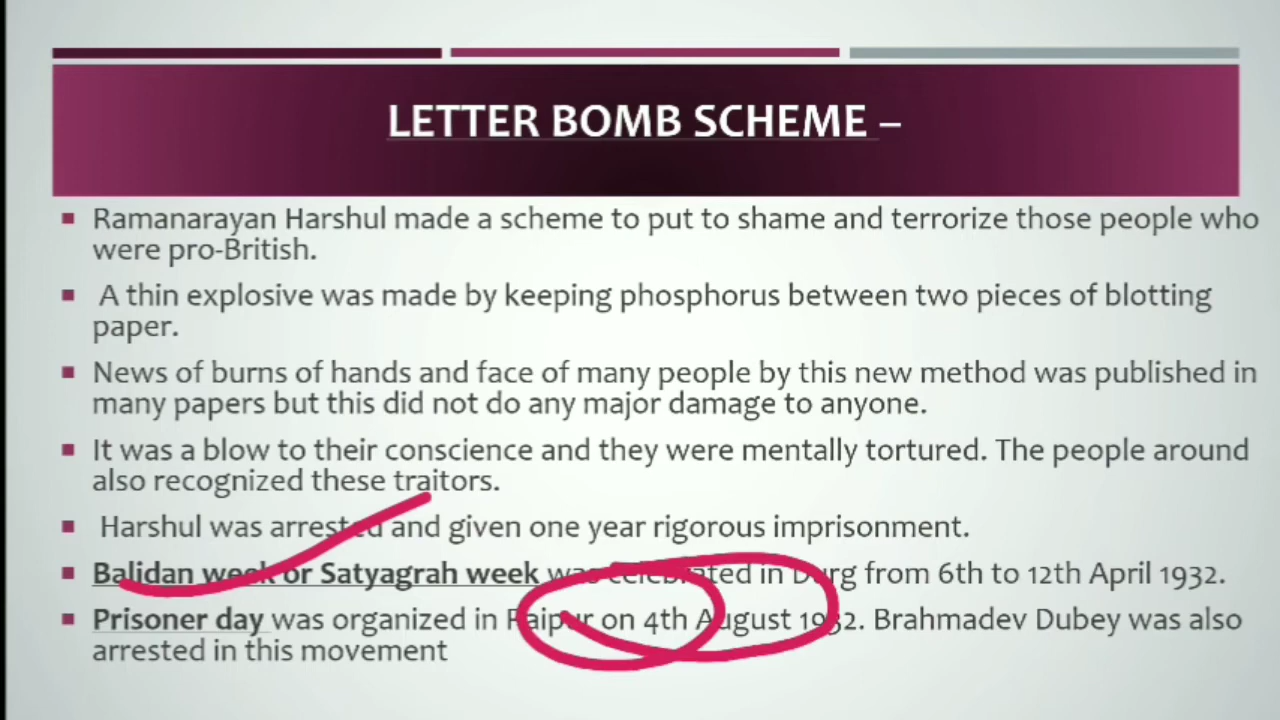 LETTER BOMB SCHEME –
Ramanarayan Harshul made a scheme to put to shame and terrorize those people who
were pro-British.
A thin explosive was made by keeping phosphorus between two pieces of blotting
paper.
News of burns of hands and face of many people by this new method was published in
many papers but this did not do any major damage to anyone.
It was a blow to their conscience and they were mentally tortured. The people around
also recognized these traitors.
Harshul was arrested and given one year rigorous imprisonment.
Balidan week or Satyagrah week was celebrated in Durg from 6th to 12th April 1932.
Prisoner day was organized in Raipur on 4th August 1932. Brahmadev Dubey was also
arrested in this movement